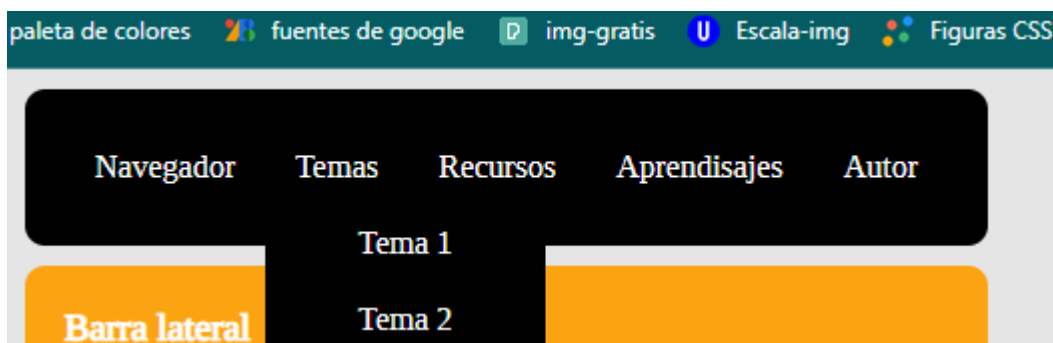 paleta de colores fuentes de google img-gratis Escala-img Figuras CSS
Navegador Temas Recursos Aprendisajes Autor
Tema 1
Tema 2
Barra lateral